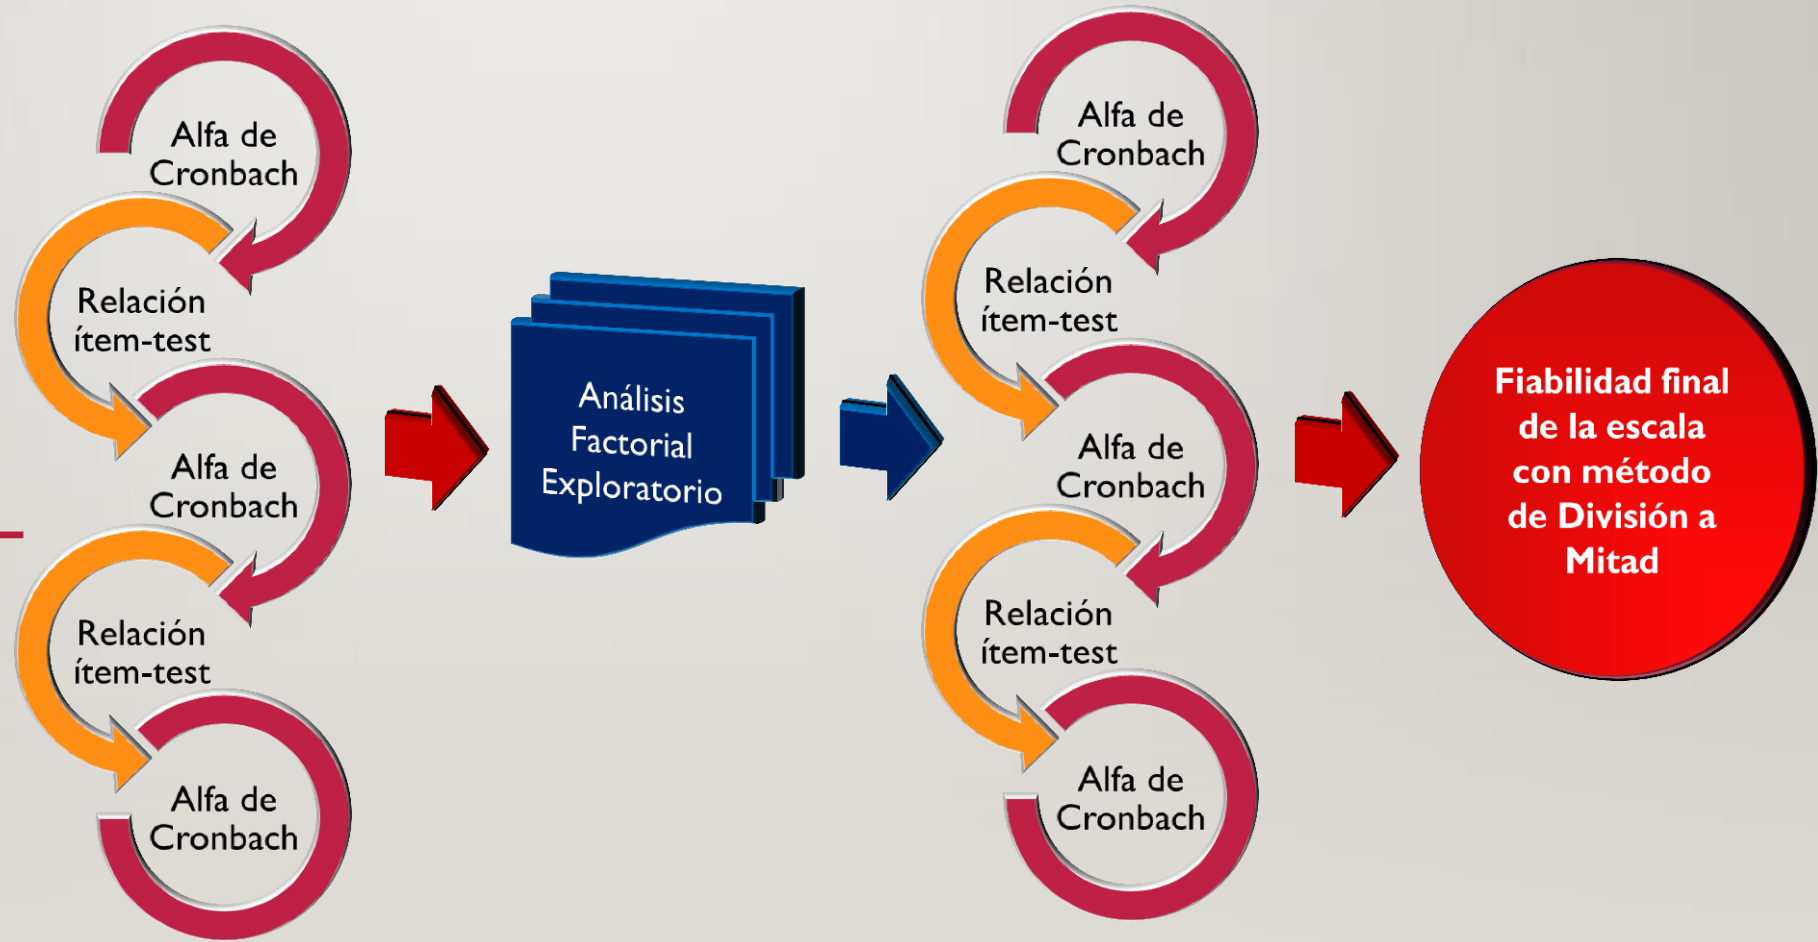 Alfa de
Cronbach
Relación
ítem-test
Alfa de
Cronbach
Relación
ítem-test
Alfa de
Cronbach
Análisis
Factorial
Exploratorio
Alfa de
Cronbach
Relación
ítem-test
Alfa de
Cronbach
Relación
ítem-test
Alfa de
Cronbach
Fiabilidad final
de la escala
con método
de División a
Mitad